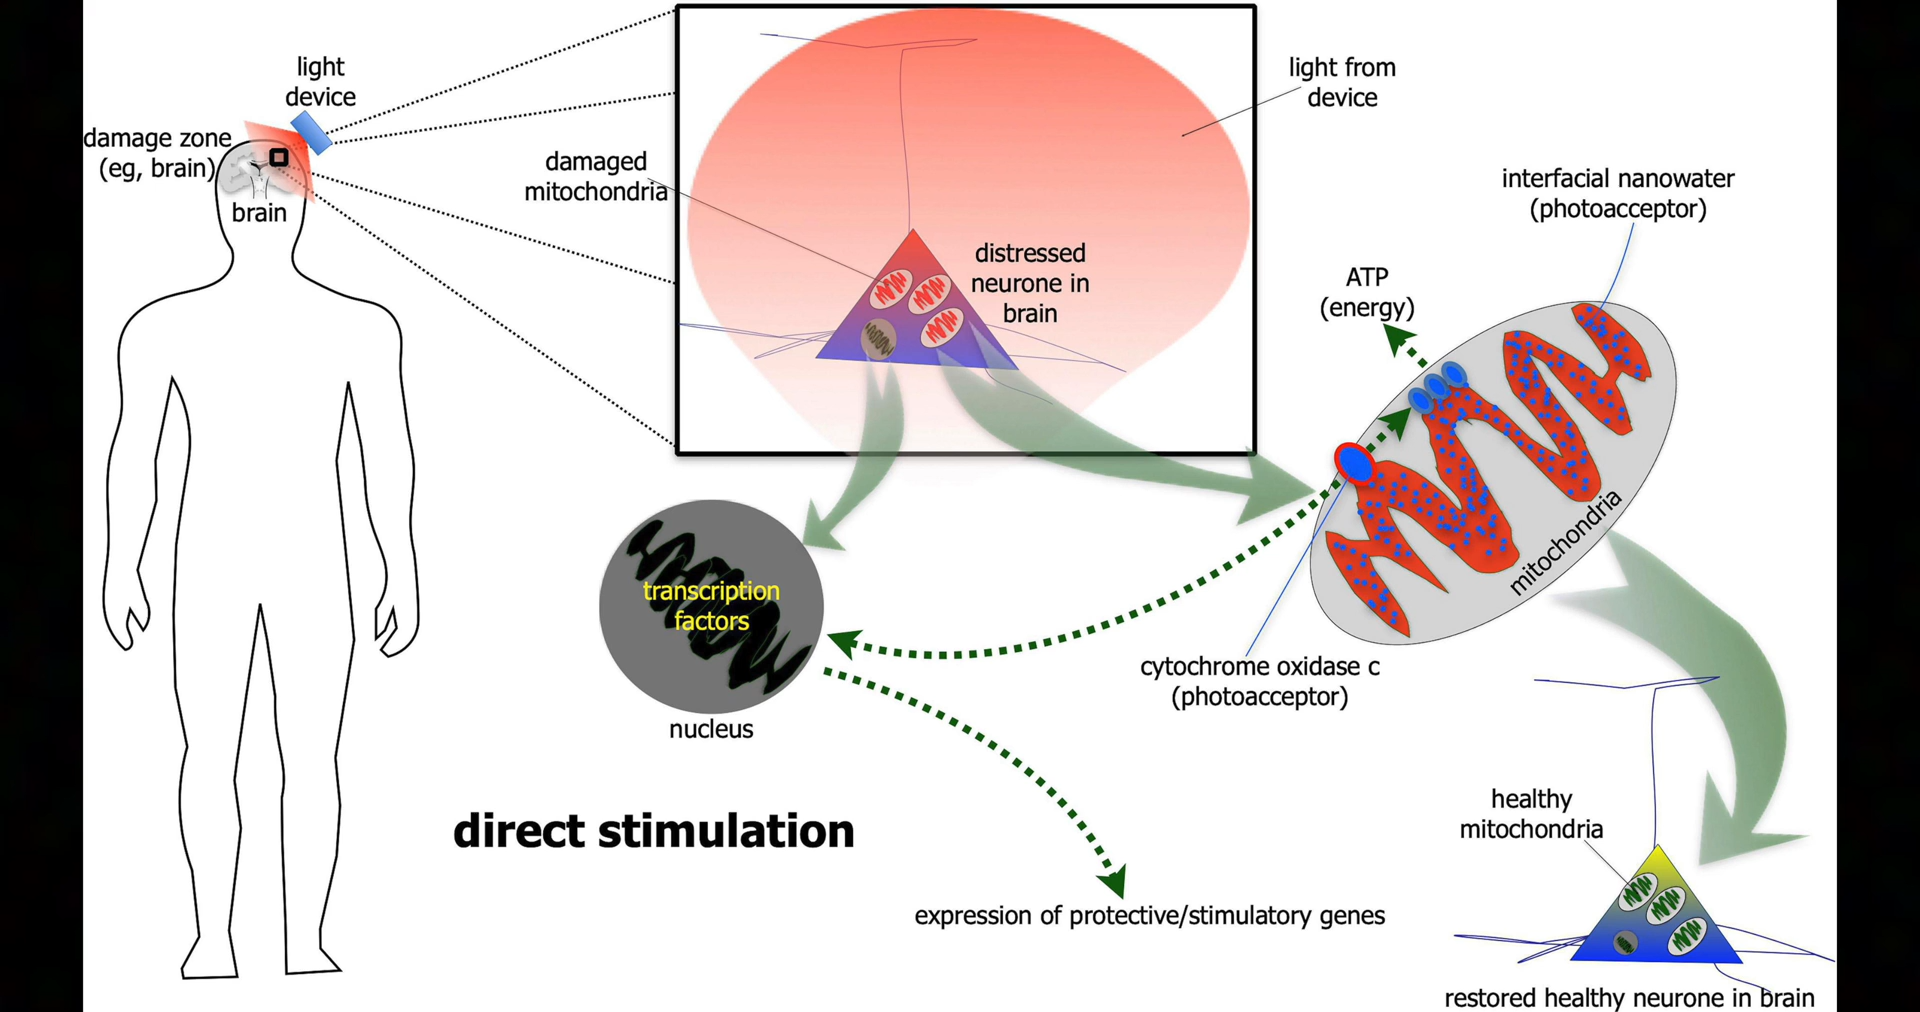 light
device
damage zone
(eg, brain)
brain
damaged
mitochondria
light from
device
distressed
neurone in
brain
interfacial nanowater
(photoacceptor)
ATP
(energy)
mitochondria
cytochrome oxidase c
(photoacceptor)
transcription
factors
nucleus
direct stimulation
expression of protective/stimulatory genes
healthy
mitochondria
restored healthy neurone in brain